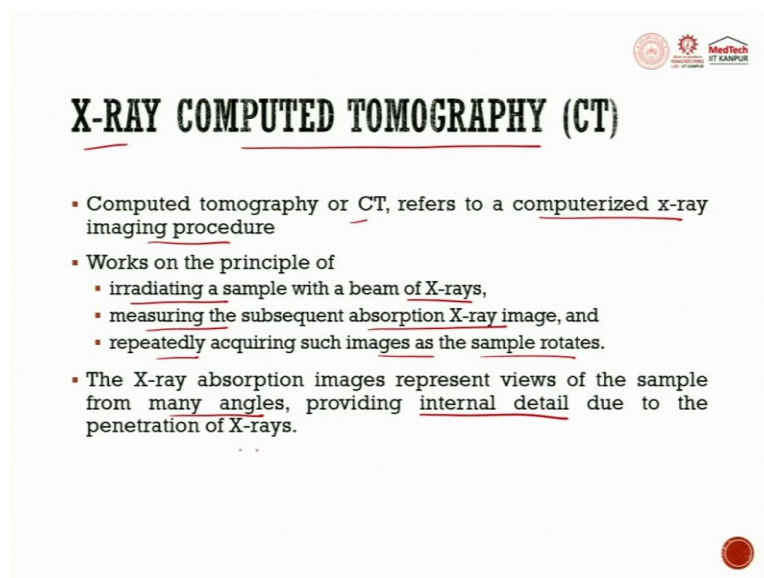 MedTech
IIT KANPUR
X-RAY COMPUTED TOMOGRAPHY (CT)
▪ Computed tomography or CT, refers to a computerized x-ray
imaging procedure
▪ Works on the principle of
▪ irradiating a sample with a beam of X-rays,
▪ measuring the subsequent absorption X-ray image, and
▪ repeatedly acquiring such images as the sample rotates.
▪ The X-ray absorption images represent views of the sample
from many angles, providing internal detail due to the
penetration of X-rays.